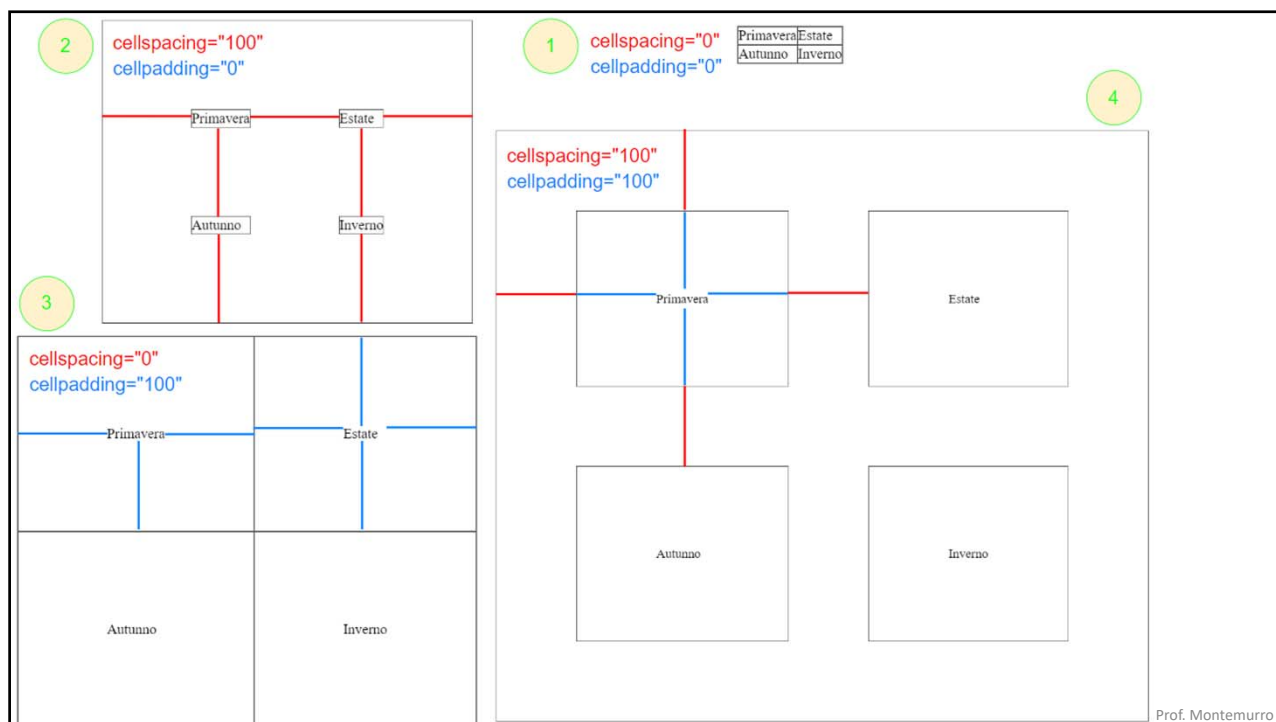 1
cellspacing="0"
cellpadding="0"
Primavera Estate
Autunno Inverno
2
cellspacing="100"
cellpadding="0"
Primavera Estate
Autunno Inverno
3
cellspacing="0"
cellpadding="100"
Primavera Estate
Autunno Inverno
4
cellspacing="100"
cellpadding="100"
Primavera Estate
Autunno Inverno
Prof. Montemurro